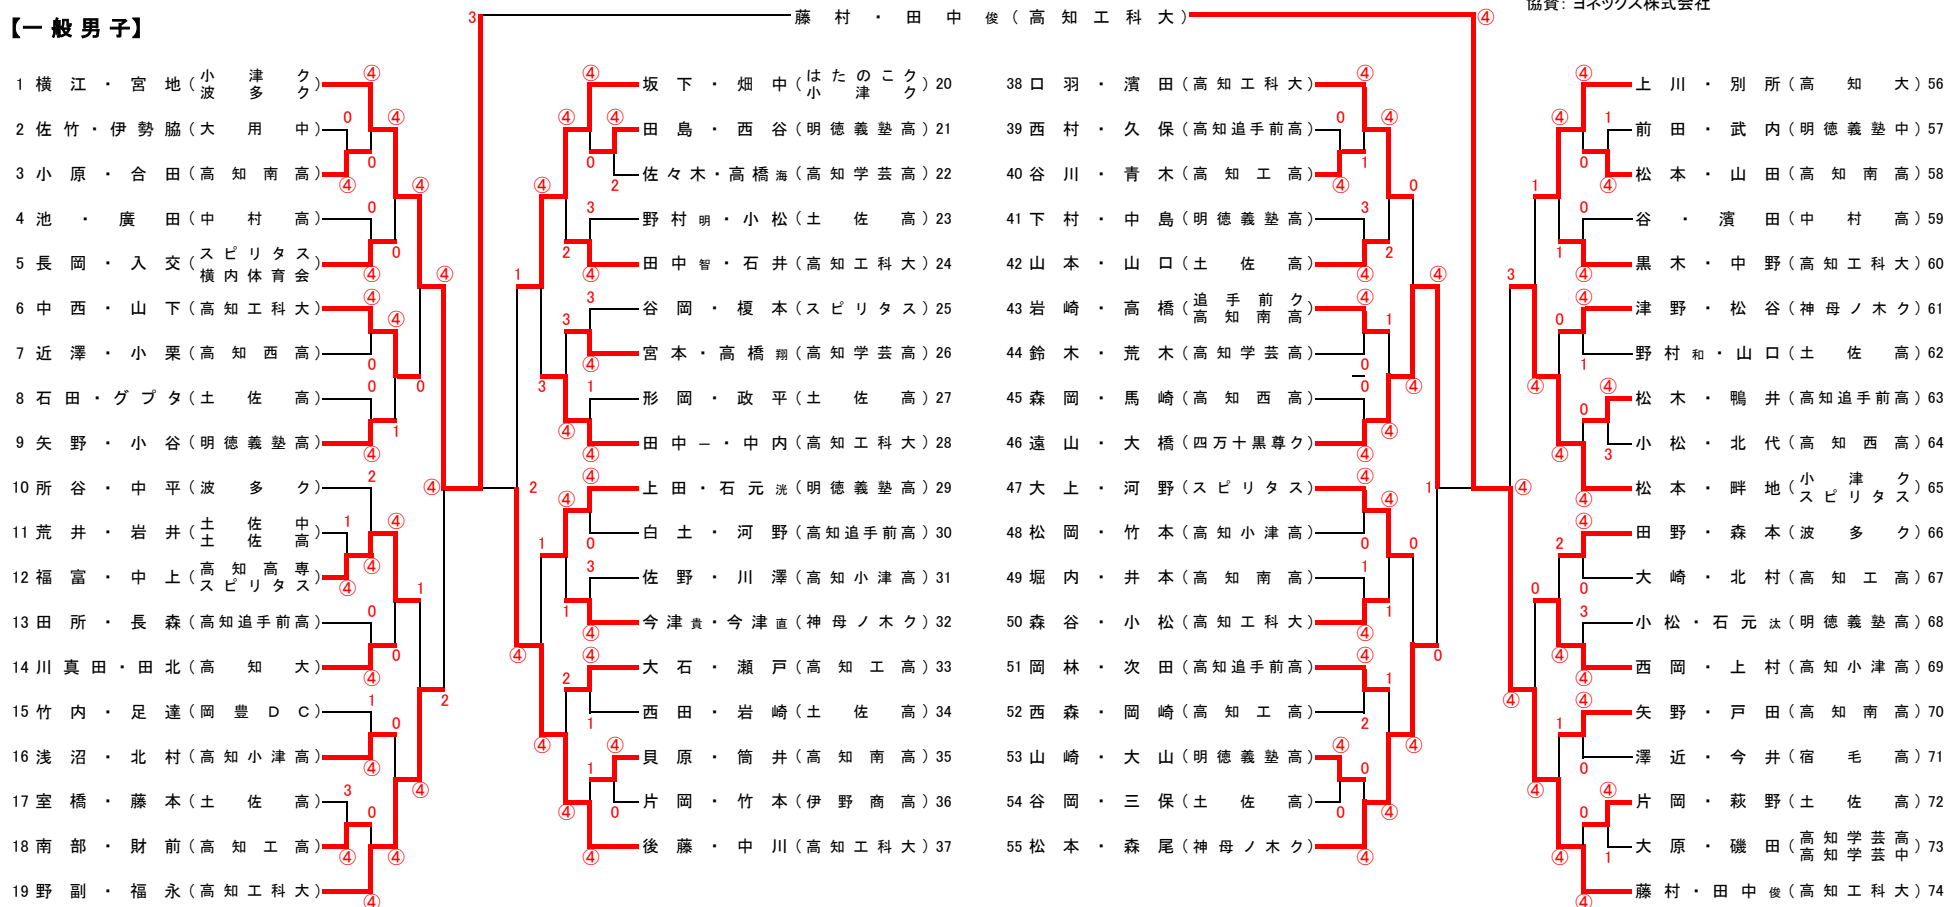 協賛：ヨネックス株式会社
【一般男子】
3 藤村・田中俊（高知工科大） ④ ④
1 横江・宮地（小津ク 波多ク）
2 佐竹・伊勢脇（大用中）
3 小原・合田（高知南高）
4 池・廣田（中村高）
5 長岡・入交（スピリタス 横内体育会）
6 中西・山下（高知工科大）
7 近澤・小栗（高知西高）
8 石田・グプタ（土佐高）
9 矢野・小谷（明徳義塾高）
10 所谷・中平（波多ク）
11 荒井・岩井（土佐中 土佐高）
12 福富・中上（高知高専 スピリタス）
13 田所・長森（高知追手前高）
14 川真田・田北（高知大）
15 竹内・足達（岡豊ＤＣ）
16 浅沼・北村（高知小津高）
17 室橋・藤本（土佐高）
18 南部・財前（高知工高）
19 野副・福永（高知工科大）
坂下・畑中（はたのこク 小津ク）20
田島・西谷（明徳義塾高）21
佐々木・高橋海（高知学芸高）22
野村明・小松（土佐高）23
田中智・石井（高知工科大）24
谷岡・榎本（スピリタス）25
宮本・高橋翔（高知学芸高）26
形岡・政平（土佐高）27
田中一・中内（高知工科大）28
上田・石元洸（明徳義塾高）29
白土・河野（高知追手前高）30
佐野・川澤（高知小津高）31
今津貴・今津直（神母ノ木ク）32
大石・瀬戸（高知工高）33
西田・岩崎（土佐高）34
貝原・筒井（高知南高）35
片岡・竹本（伊野商高）36
後藤・中川（高知工科大）37
38 口羽・濱田（高知工科大）
39 西村・久保（高知追手前高）
40 谷川・青木（高知工高）
41 下村・中島（明徳義塾高）
42 山本・山口（土佐高）
43 岩崎・高橋（追手前ク 高知南高）
44 鈴木・荒木（高知学芸高）
45 森岡・馬崎（高知西高）
46 遠山・大橋（四万十黒尊ク）
47 大上・河野（スピリタス）
48 松岡・竹本（高知小津高）
49 堀内・井本（高知南高）
50 森谷・小松（高知工科大）
51 岡林・次田（高知追手前高）
52 西森・岡崎（高知工高）
53 山崎・大山（明徳義塾高）
54 谷岡・三保（土佐高）
55 松本・森尾（神母ノ木ク）
上川・別所（高知大）56
前田・武内（明徳義塾中）57
松本・山田（高知南高）58
谷・濱田（中村高）59
黒木・中野（高知工科大）60
津野・松谷（神母ノ木ク）61
野村和・山口（土佐高）62
松木・鴨井（高知追手前高）63
小松・北代（高知西高）64
松本・畔地（小津ク スピリタス）65
田野・森本（波多ク）66
大崎・北村（高知工高）67
小松・石元汰（明徳義塾高）68
西岡・上村（高知小津高）69
矢野・戸田（高知南高）70
澤近・今井（宿毛高）71
片岡・萩野（土佐高）72
大原・磯田（高知学芸高 高知学芸中）73
藤村・田中俊（高知工科大）74